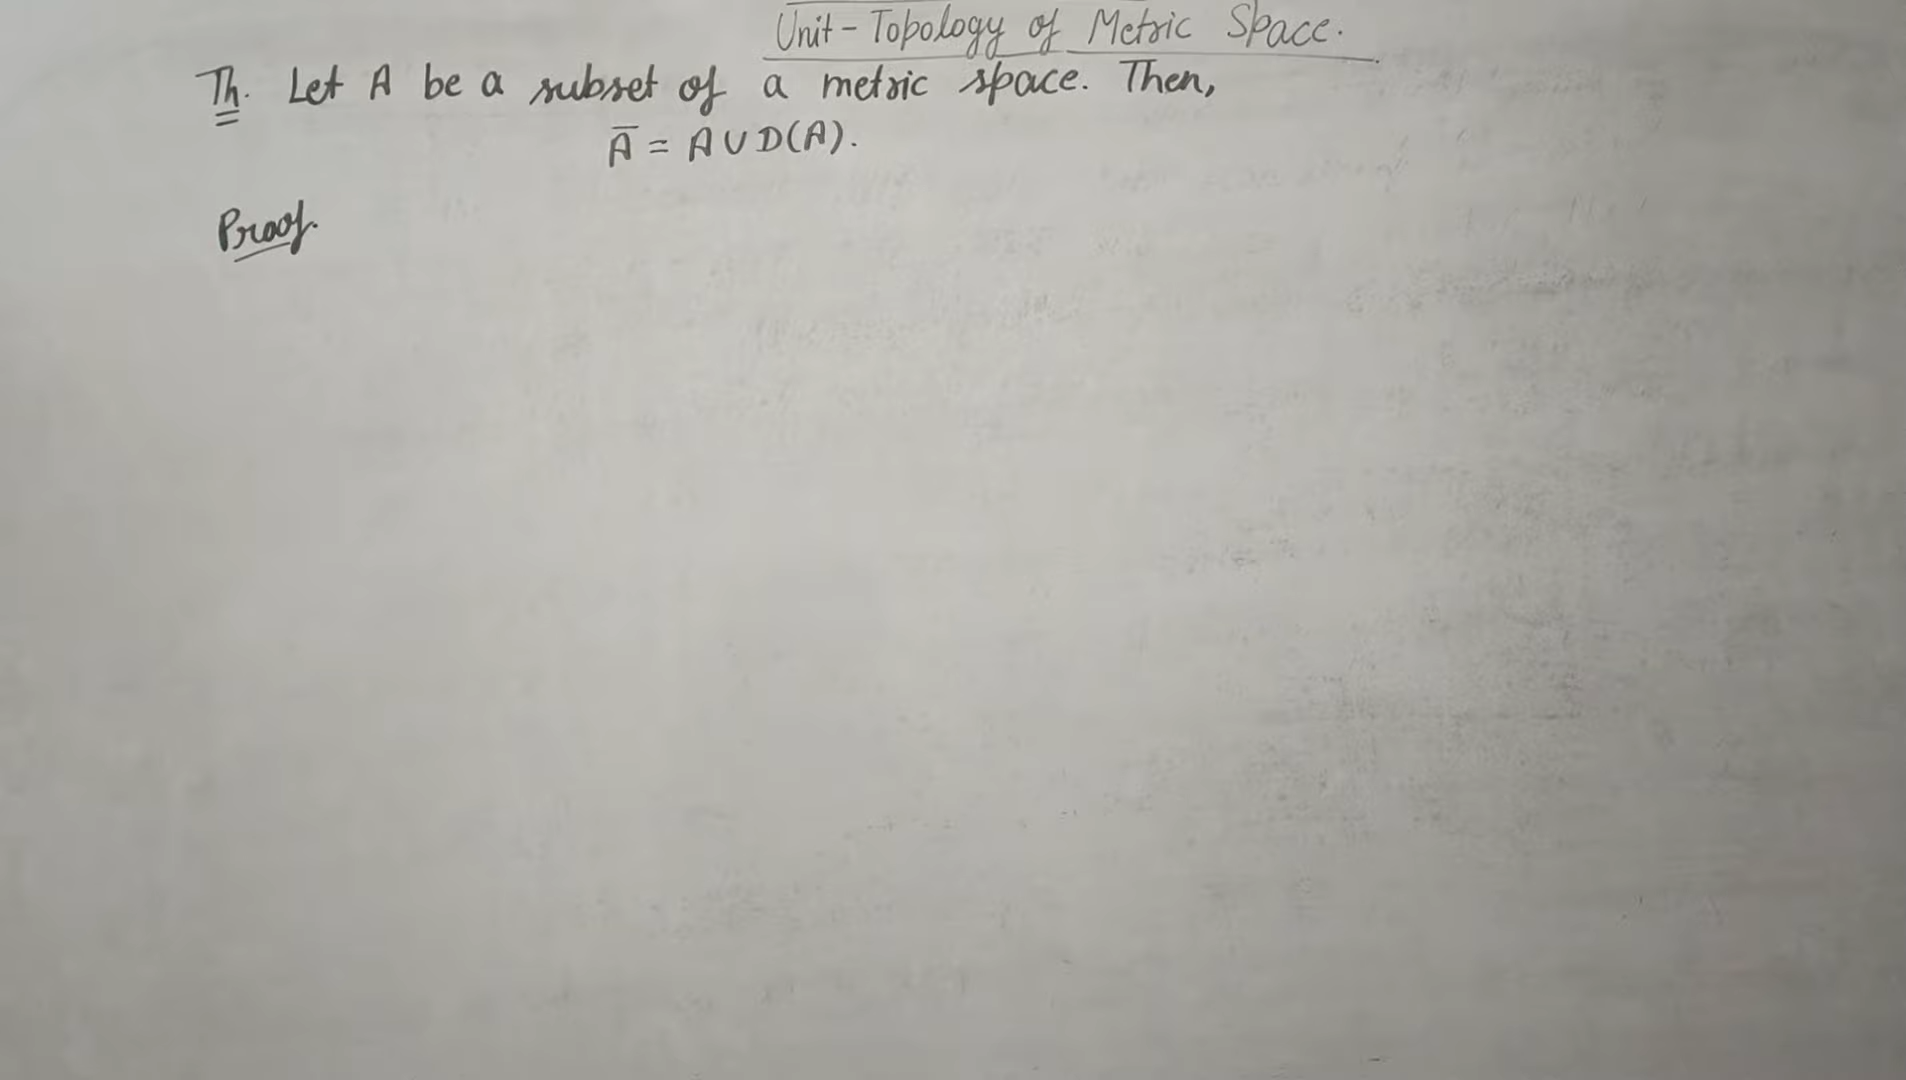 Unit-Topology of Metric Space.
Th. Let A be a subset of a metric space. Then,
A̅ = A ∪ D(A).
Proof.